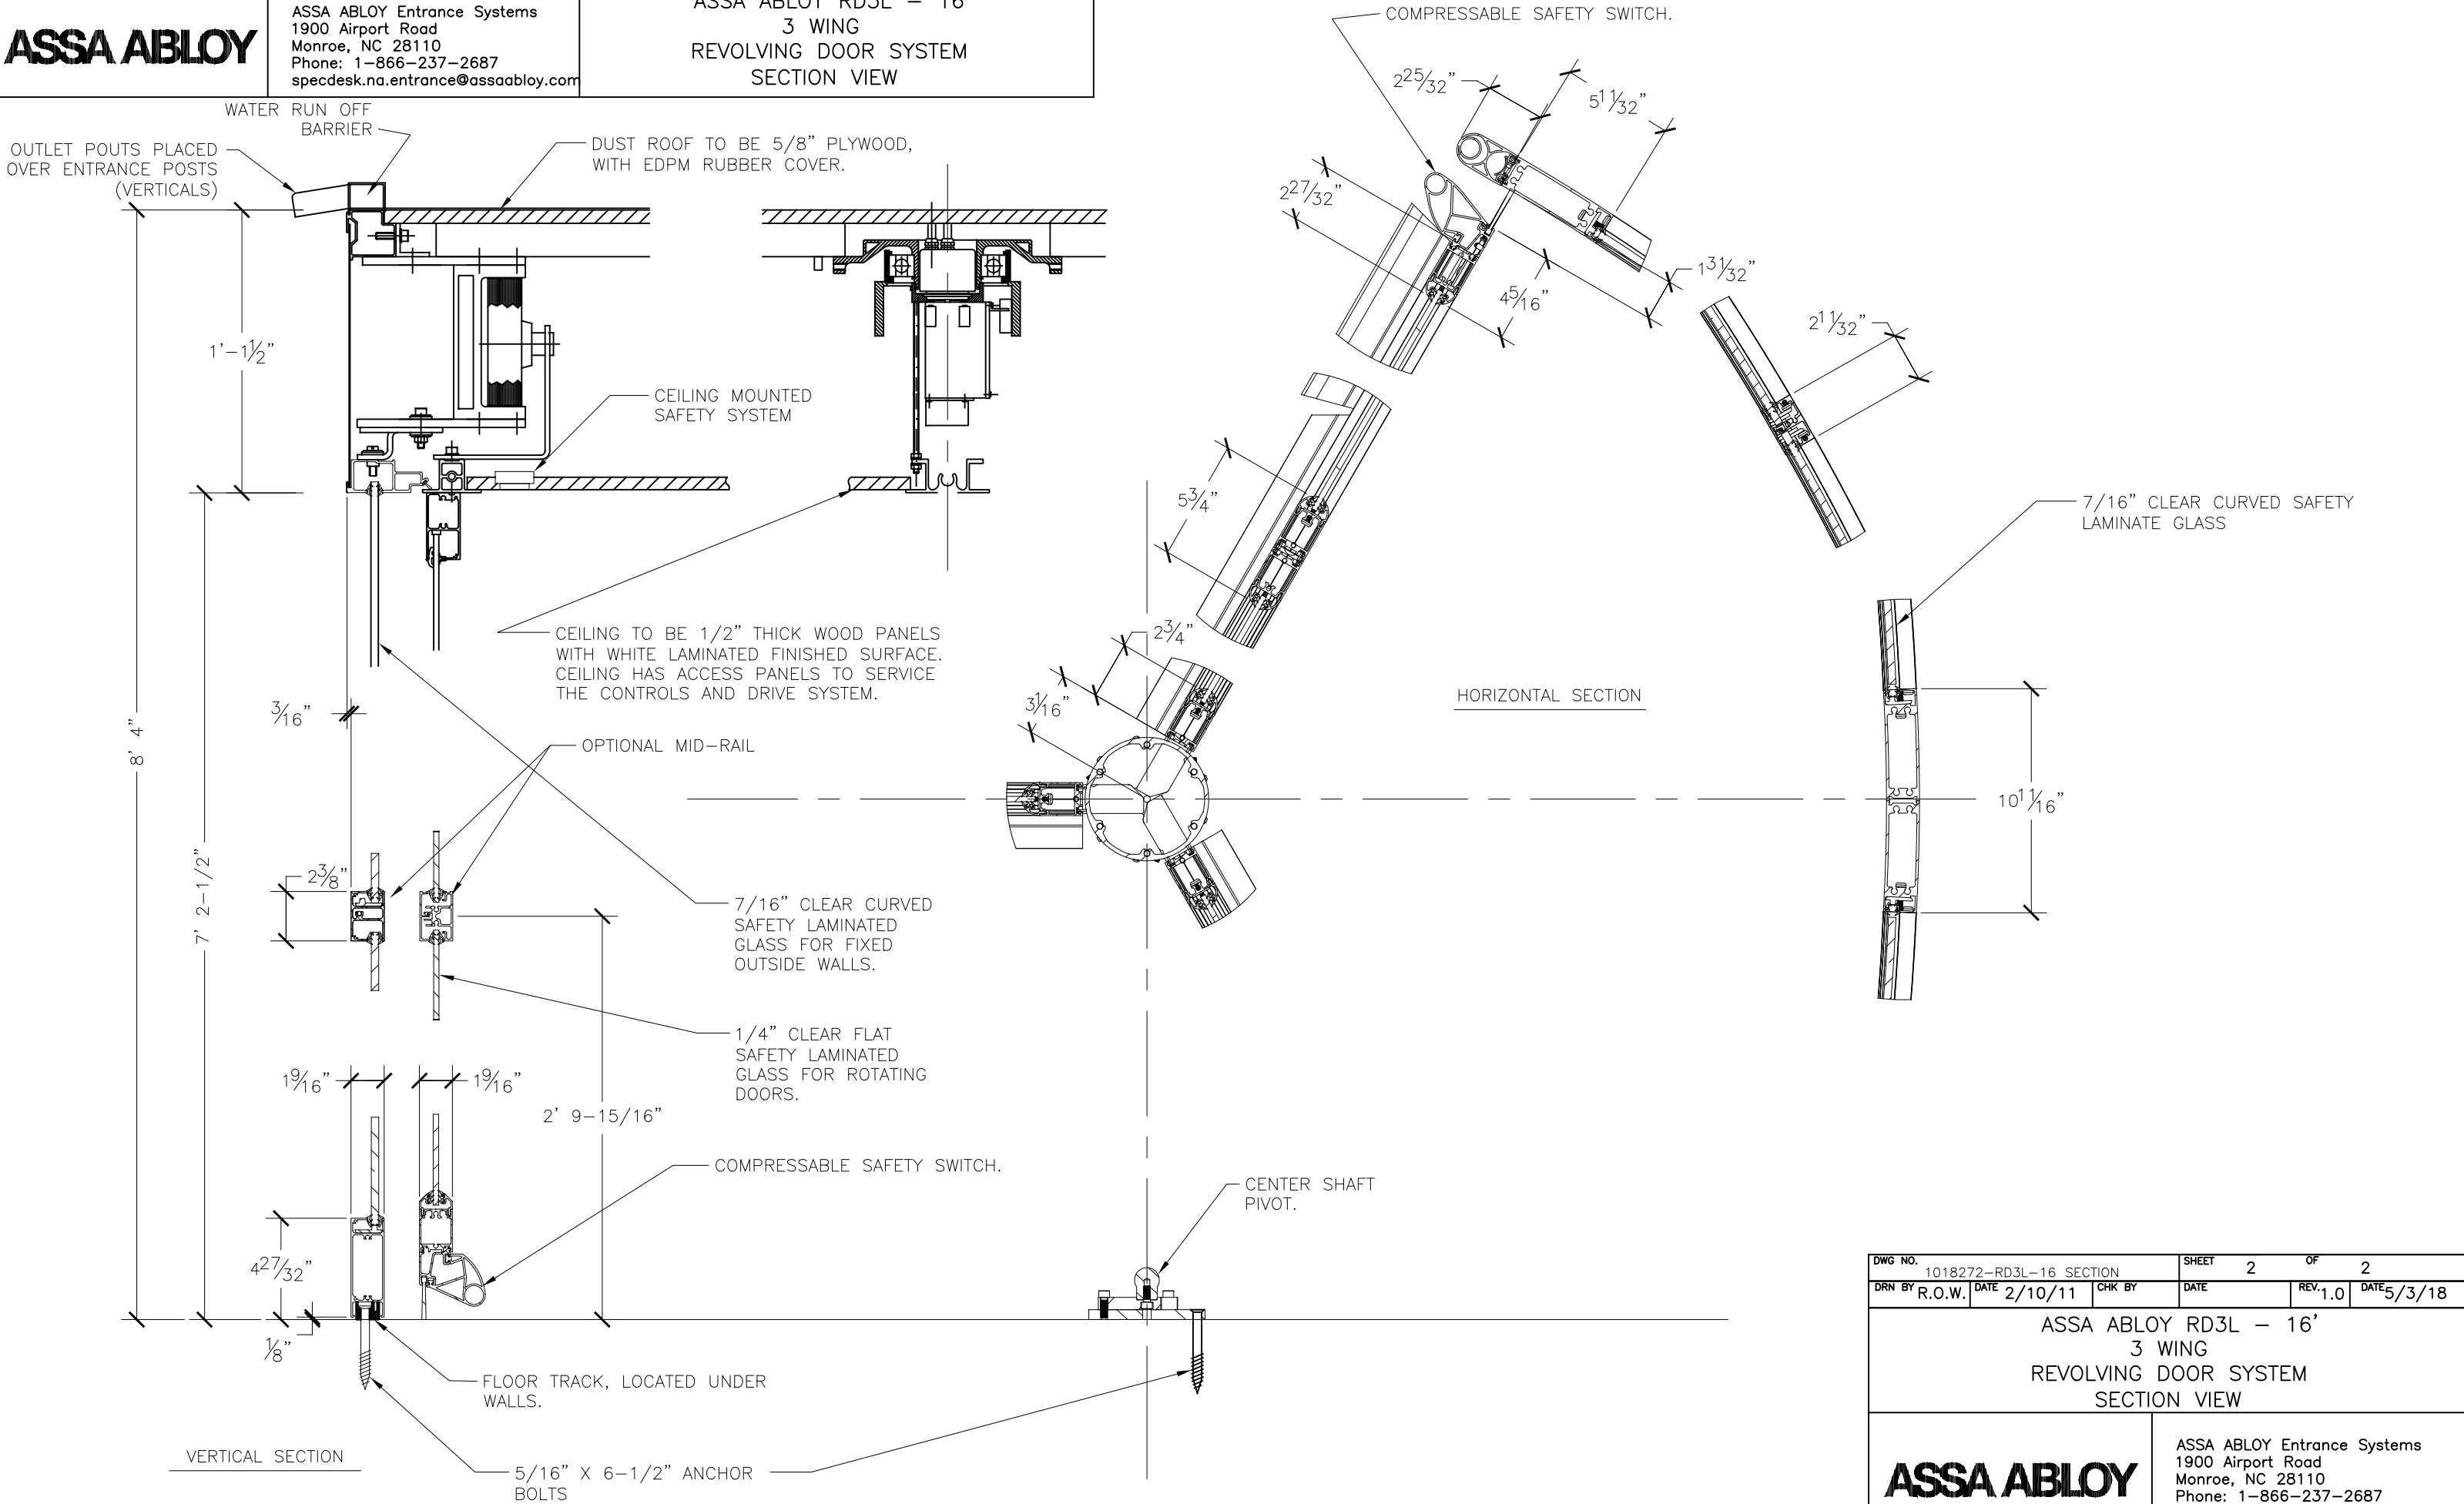 ASSA ABLOY
ASSA ABLOY Entrance Systems
1900 Airport Road
Monroe, NC 28110
Phone: 1-866-237-2687
specdesk.na.entrance@assaabloy.com
ASSA ABLOY RD3L - 16'
3 WING
REVOLVING DOOR SYSTEM
SECTION VIEW
WATER RUN OFF
BARRIER
OUTLET POUTS PLACED
OVER ENTRANCE POSTS
(VERTICALS)
DUST ROOF TO BE 5/8" PLYWOOD,
WITH EDPM RUBBER COVER.
1'-1½"
CEILING MOUNTED
SAFETY SYSTEM
CEILING TO BE 1/2" THICK WOOD PANELS
WITH WHITE LAMINATED FINISHED SURFACE.
CEILING HAS ACCESS PANELS TO SERVICE
THE CONTROLS AND DRIVE SYSTEM.
3/16"
8' 4"
7' 2-1/2"
OPTIONAL MID-RAIL
2 3/8"
7/16" CLEAR CURVED
SAFETY LAMINATED
GLASS FOR FIXED
OUTSIDE WALLS.
1/4" CLEAR FLAT
SAFETY LAMINATED
GLASS FOR ROTATING
DOORS.
1 9/16"
1 9/16"
2' 9-15/16"
COMPRESSABLE SAFETY SWITCH.
4 27/32"
1/8"
FLOOR TRACK, LOCATED UNDER
WALLS.
VERTICAL SECTION
5/16" X 6-1/2" ANCHOR
BOLTS
CENTER SHAFT
PIVOT.
COMPRESSABLE SAFETY SWITCH.
2 25/32"
5 11/32"
2 27/32"
4 5/16"
1 31/32"
2 11/32"
5 3/4"
2 3/4"
3 1/16"
7/16" CLEAR CURVED SAFETY
LAMINATE GLASS
HORIZONTAL SECTION
10 11/16"
DWG NO. 1018272-RD3L-16 SECTION SHEET 2 OF 2
DRN BY R.O.W. DATE 2/10/11 CHK BY DATE REV. 1.0 DATE 5/3/18
ASSA ABLOY RD3L - 16'
3 WING
REVOLVING DOOR SYSTEM
SECTION VIEW
ASSA ABLOY
ASSA ABLOY Entrance Systems
1900 Airport Road
Monroe, NC 28110
Phone: 1-866-237-2687